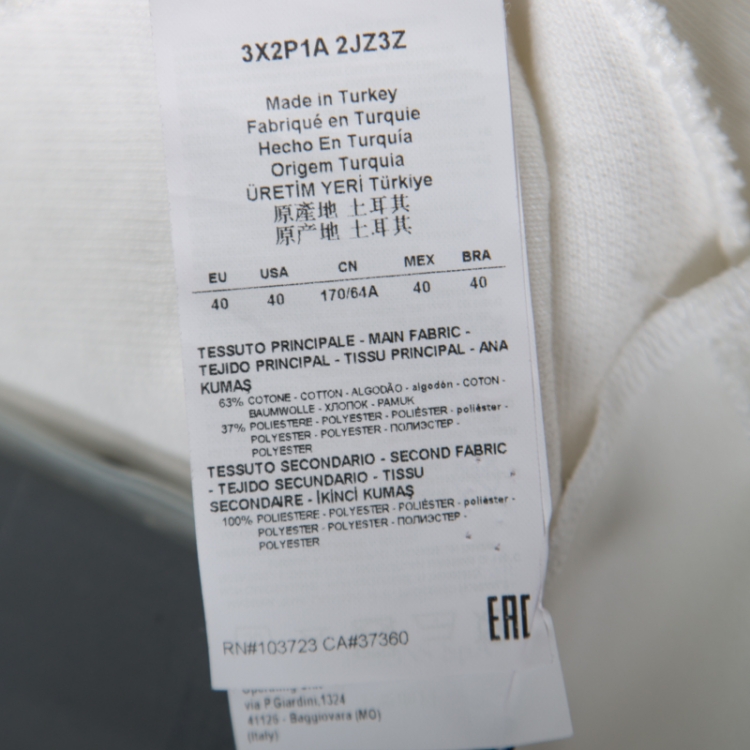 3X2P1A 2JZ3Z
Made in Turkey
Fabriqué en Turquie
Hecho En Turquía
Origem Turquia
ÜRETİM YERİ Türkiye
原產地 土耳其
原产地 土耳其
EU USA CN MEX BRA
40 40 170/64A 40 40
TESSUTO PRINCIPALE - MAIN FABRIC -
TEJIDO PRINCIPAL - TISSU PRINCIPAL - ANA
KUMAŞ
63% COTONE - COTTON - ALGODÃO - algodón - COTON -
BAUMWOLLE - ХЛОПОК - PAMUK
37% POLIESTERE - POLYESTER - POLIÉSTER - poliéster -
POLYESTER - POLYESTER - ПОЛИЭСТЕР -
POLYESTER
TESSUTO SECONDARIO - SECOND FABRIC
- TEJIDO SECUNDARIO - TISSU
SECONDAIRE - İKİNCİ KUMAŞ
100% POLIESTERE - POLYESTER - POLIÉSTER - poliéster -
POLYESTER - POLYESTER - ПОЛИЭСТЕР -
POLYESTER
EAC
RN#103723 CA#37360
via P.Giardini,1324
41126 - Baggiovara (MO)
(Italy)